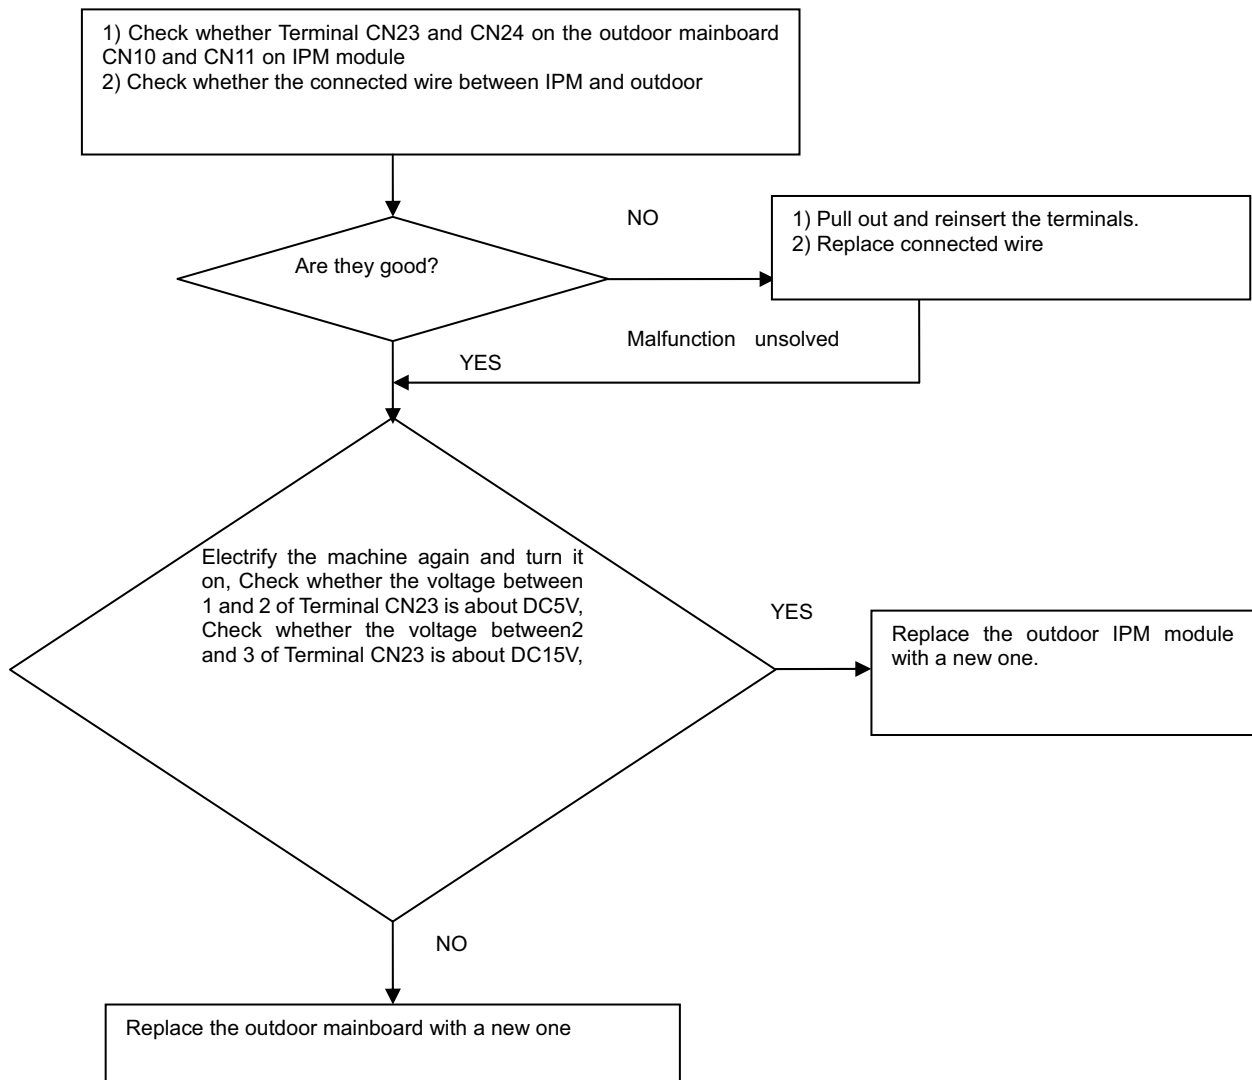 1) Check whether Terminal CN23 and CN24 on the outdoor mainboard
CN10 and CN11 on IPM module
2) Check whether the connected wire between IPM and outdoor
NO
1) Pull out and reinsert the terminals.
2) Replace connected wire
Are they good?
Malfunction unsolved
YES
Electrify the machine again and turn it
on, Check whether the voltage between
1 and 2 of Terminal CN23 is about DC5V,
Check whether the voltage between2
and 3 of Terminal CN23 is about DC15V,
YES
Replace the outdoor IPM module
with a new one.
NO
Replace the outdoor mainboard with a new one